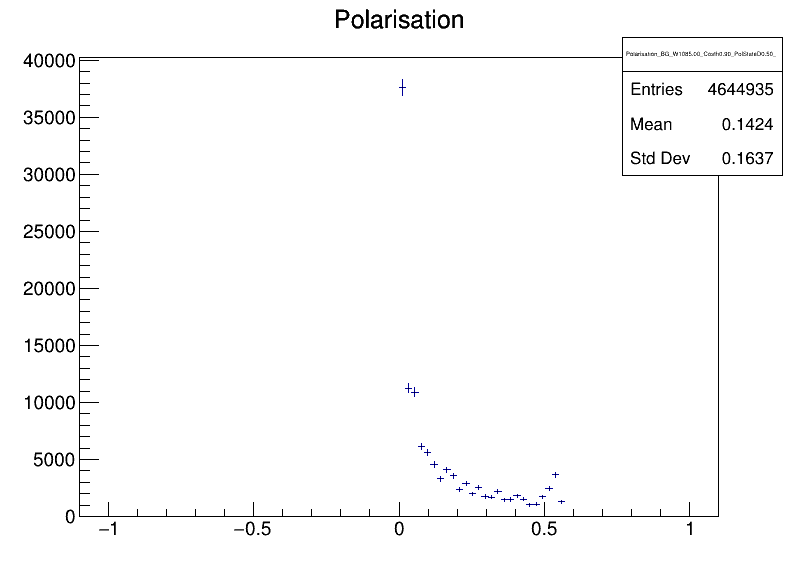 Polarisation
Polarisation_BG_W1085.00_Costh0.90_PolStateD0.50_
Entries 4644935
Mean 0.1424
Std Dev 0.1637
40000
35000
30000
25000
20000
15000
10000
5000
0
−1 −0.5 0 0.5 1